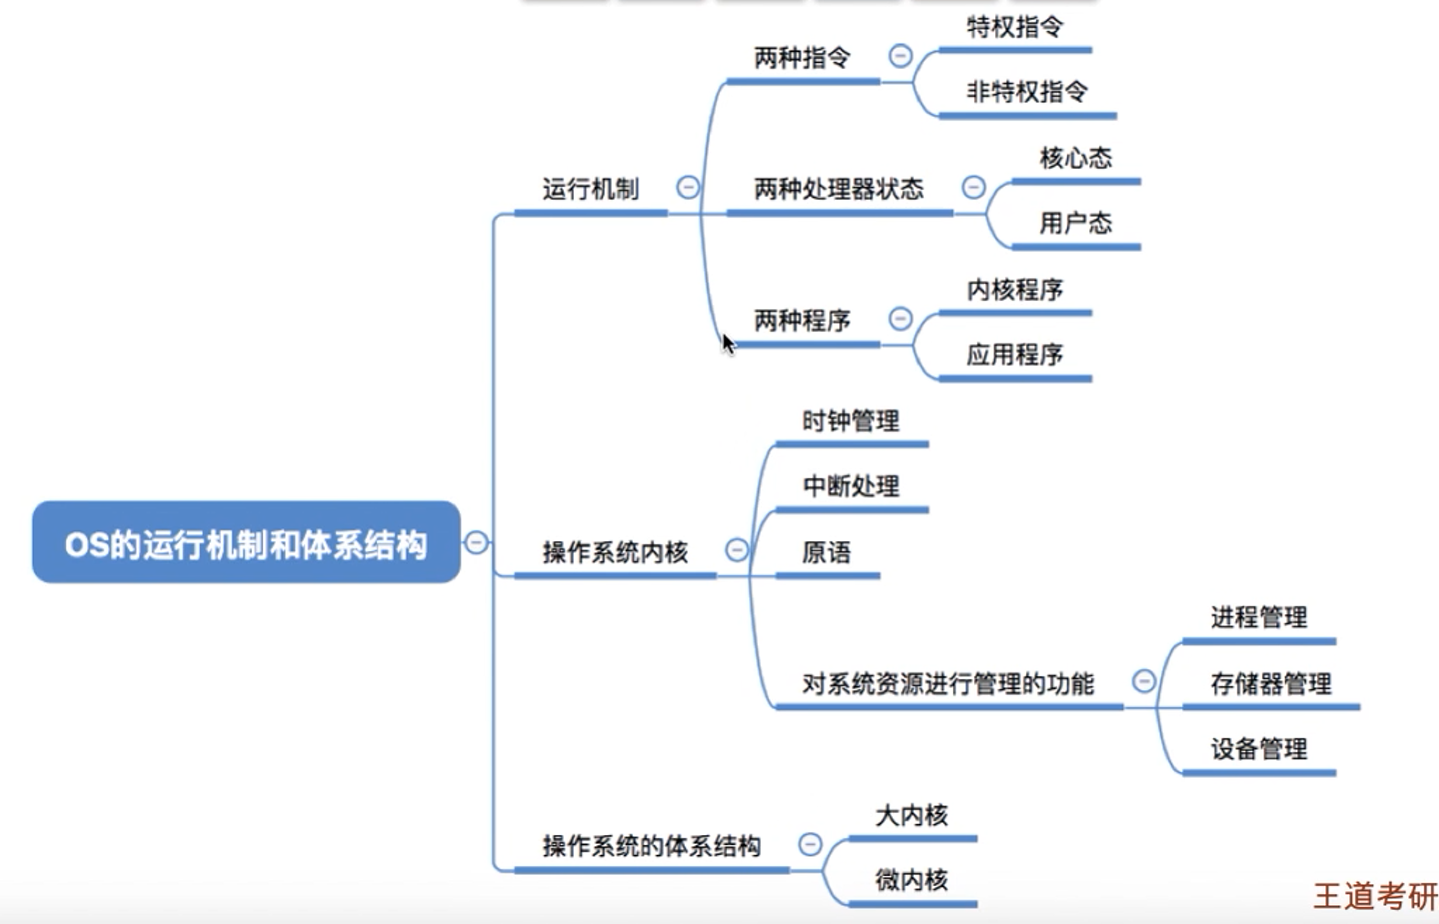 OS的运行机制和体系结构
运行机制
两种指令
特权指令
非特权指令
两种处理器状态
核心态
用户态
两种程序
内核程序
应用程序
操作系统内核
时钟管理
中断处理
原语
对系统资源进行管理的功能
进程管理
存储器管理
设备管理
操作系统的体系结构
大内核
微内核
王道考研